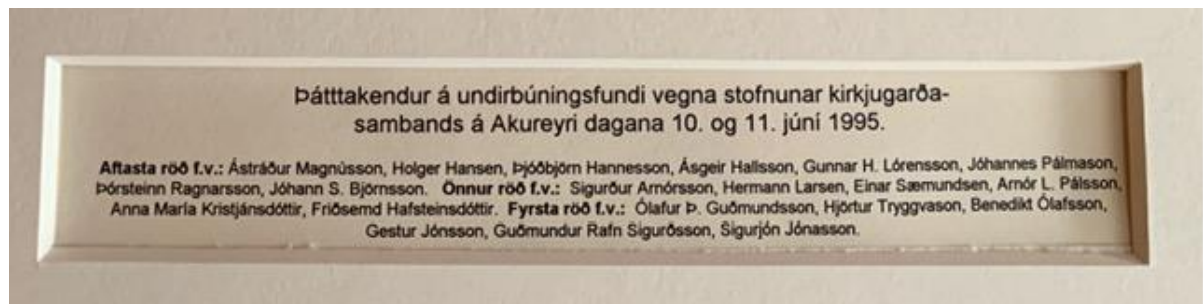 Þátttakendur á undirbúningsfundi vegna stofnunar kirkjugarða-
sambands á Akureyri dagana 10. og 11. júní 1995.
Aftasta röð f.v.: Ástráður Magnússon, Holger Hansen, Þjóðbjörn Hannesson, Ásgeir Hallsson, Gunnar H. Lórensson, Jóhannes Pálmason,
Þórsteinn Ragnarsson, Jóhann S. Björnsson. Önnur röð f.v.: Sigurður Arnórsson, Hermann Larsen, Einar Sæmundsen, Arnór L. Pálsson,
Anna María Kristjánsdóttir, Friðsemd Hafsteinsdóttir. Fyrsta röð f.v.: Ólafur Þ. Guðmundsson, Hjörtur Tryggvason, Benedikt Ólafsson,
Gestur Jónsson, Guðmundur Rafn Sigurðsson, Sigurjón Jónasson.